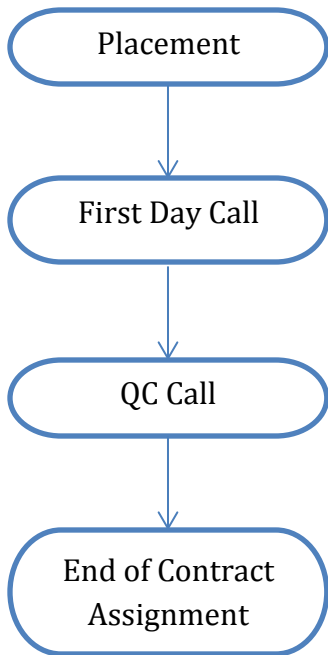 Placement
First Day Call
QC Call
End of Contract
Assignment